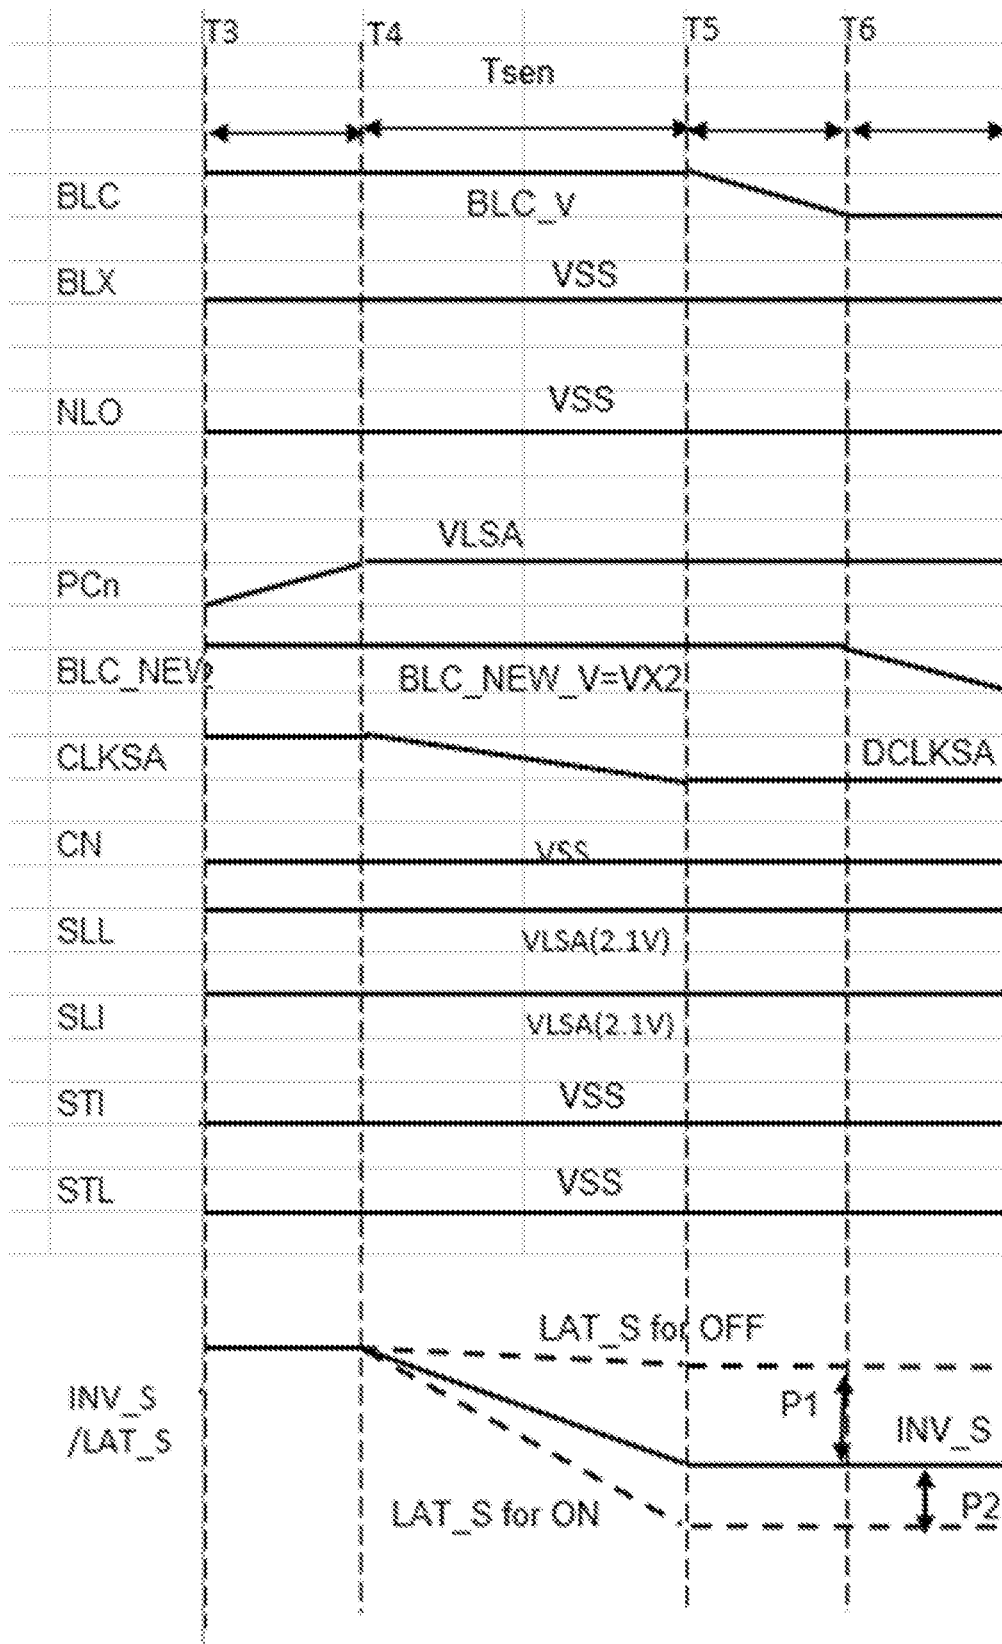 T3 T4 T5 T6
Tsen
BLC
BLC_V
BLX
VSS
NLO
VSS
VLSA
PCn
BLC_NEW
BLC_NEW_V=VX2
CLKSA
DCLKSA
CN
VSS
SLL
VLSA(2.1V)
SLI
VLSA(2.1V)
STI
VSS
STL
VSS
LAT_S for OFF
INV_S
/LAT_S
P1
INV_S
LAT_S for ON
P2